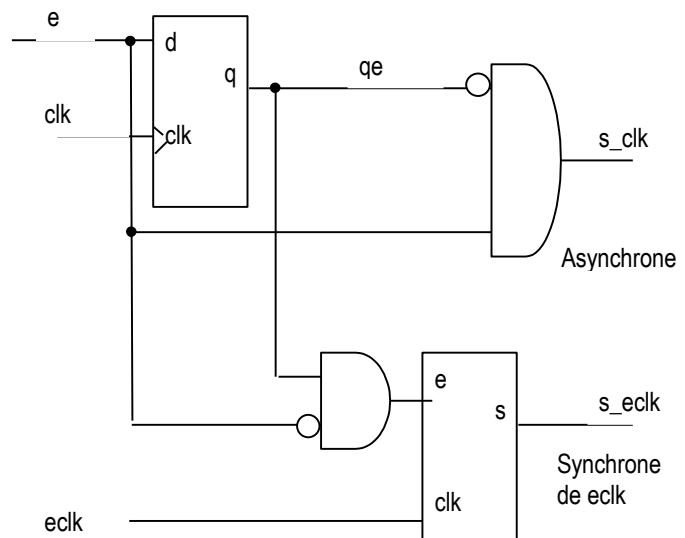 e
d
q
qe
clk
clk
s_clk
Asynchrone
e
s
s_eclk
Synchrone
de eclk
clk
eclk